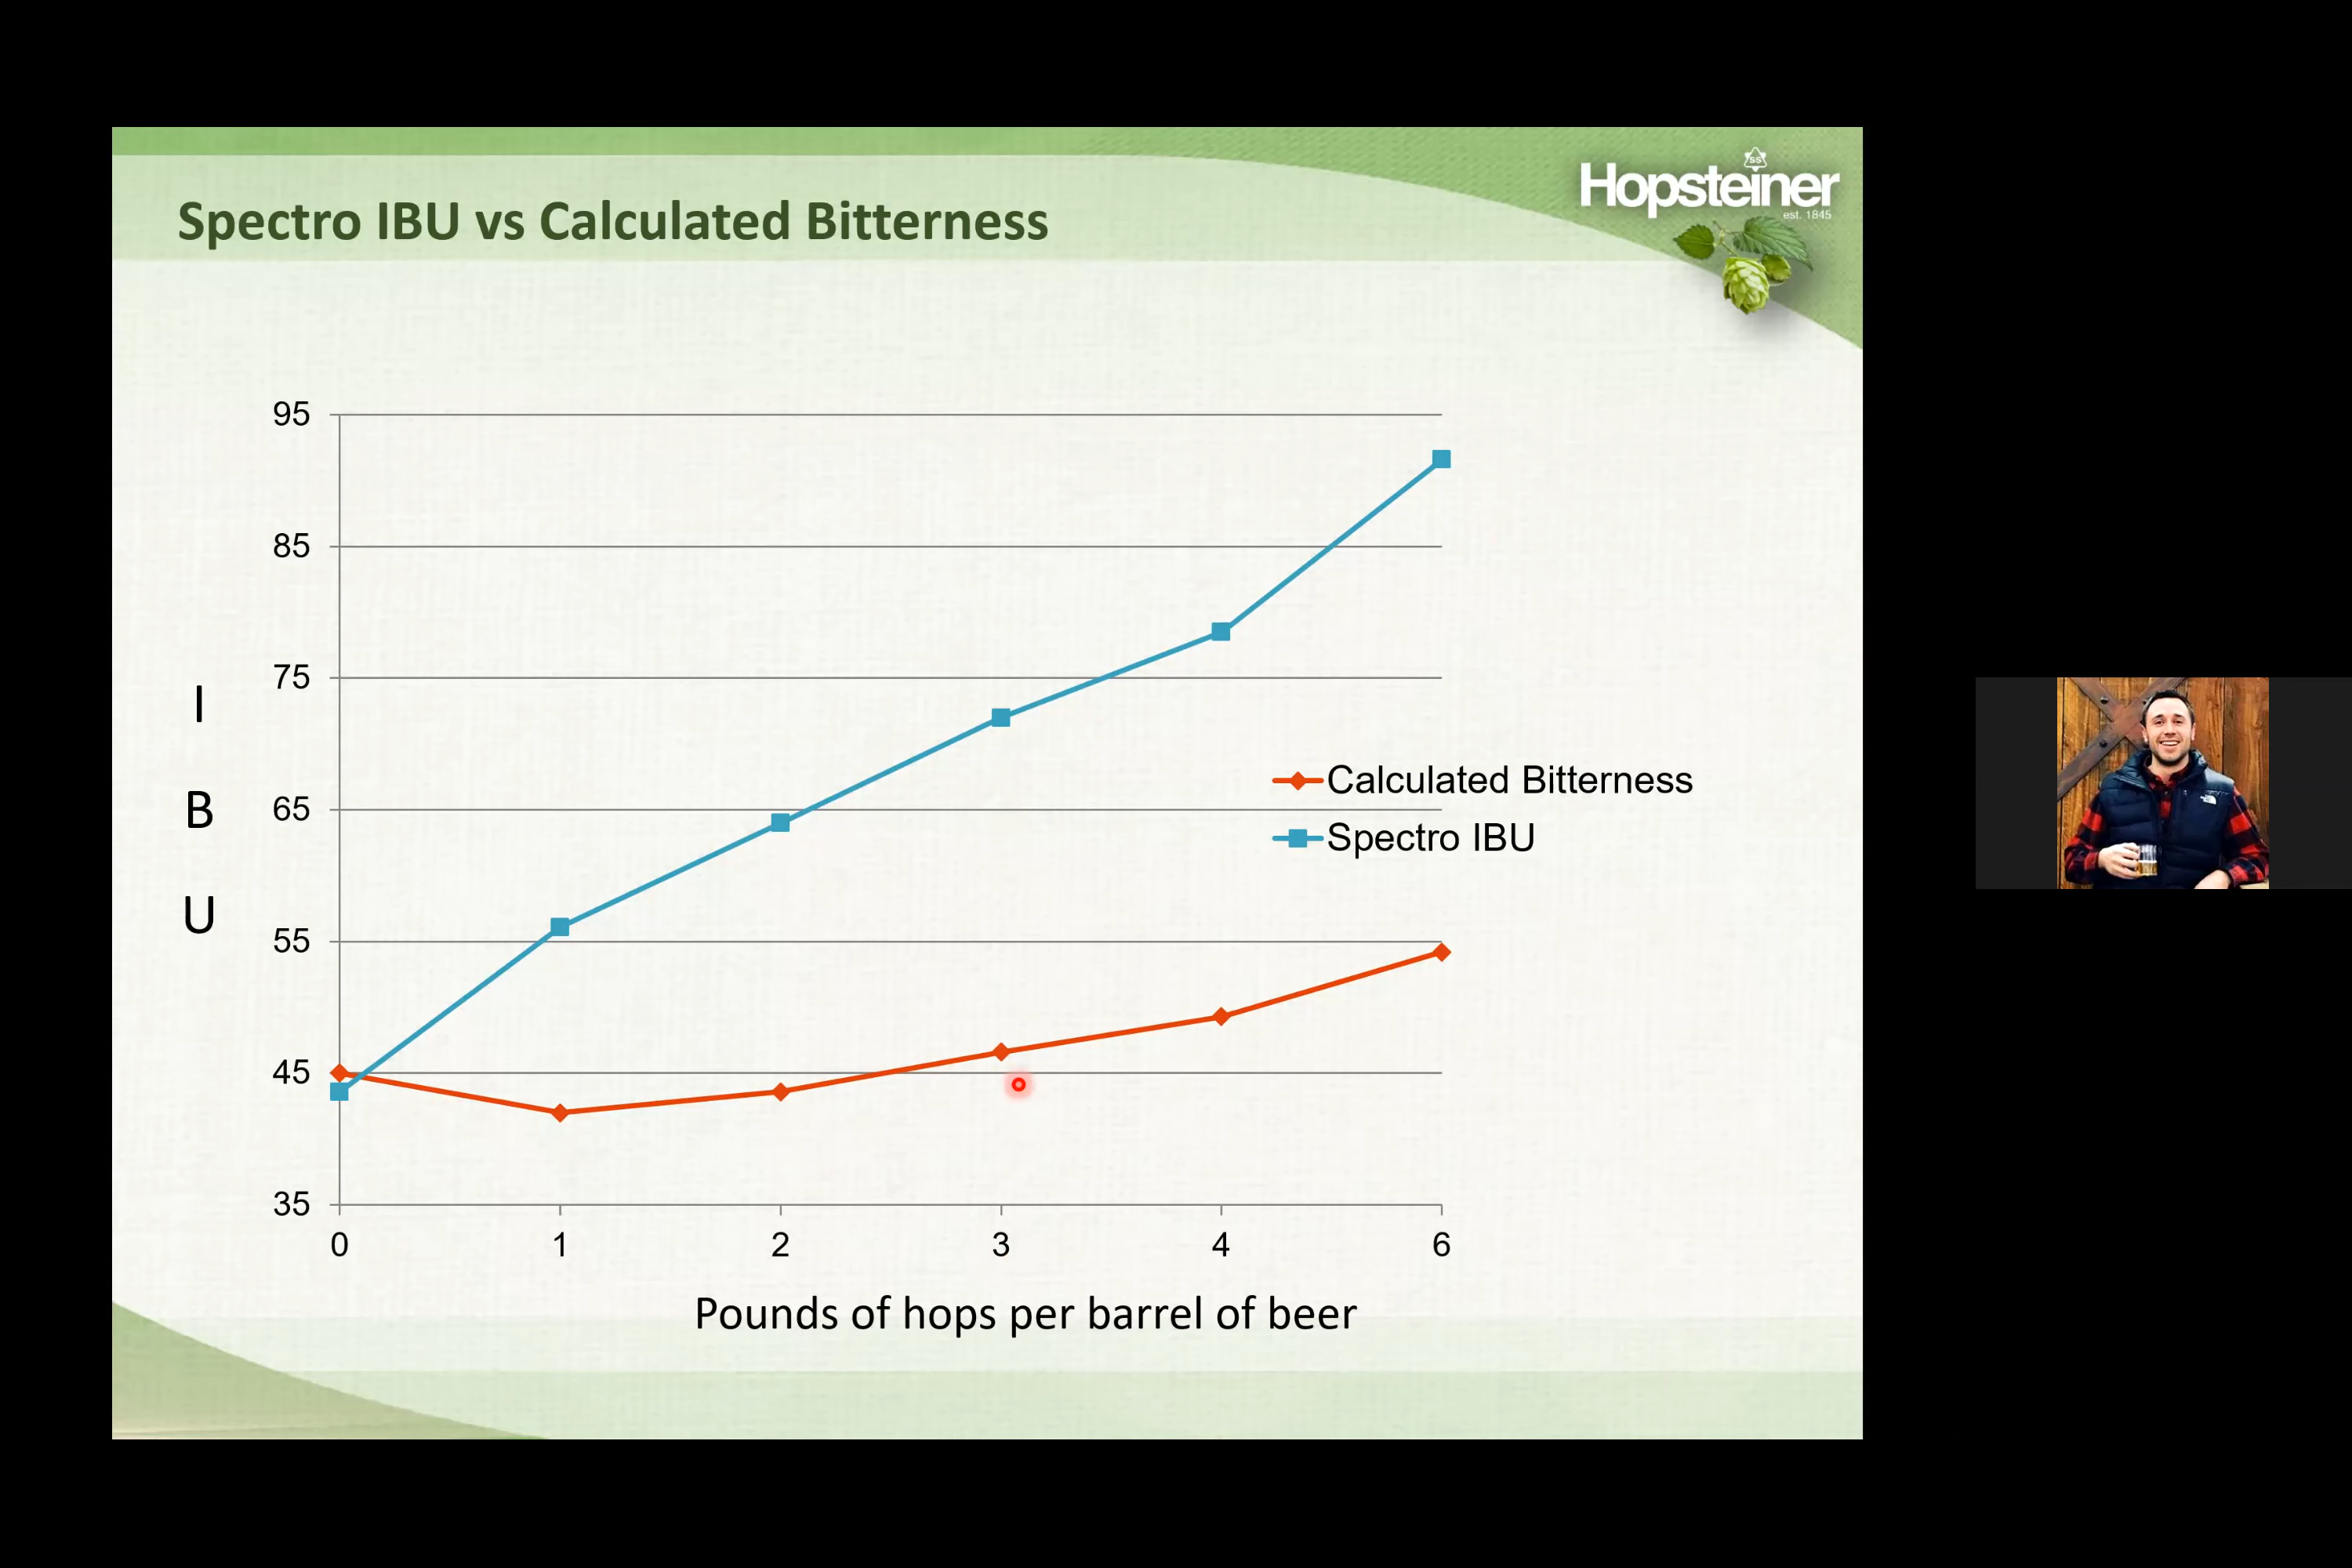 Spectro IBU vs Calculated Bitterness
SS
Hopsteiner
est. 1845
95
85
75
65
55
45
35
I
B
U
Calculated Bitterness
Spectro IBU
0 1 2 3 4 6
Pounds of hops per barrel of beer